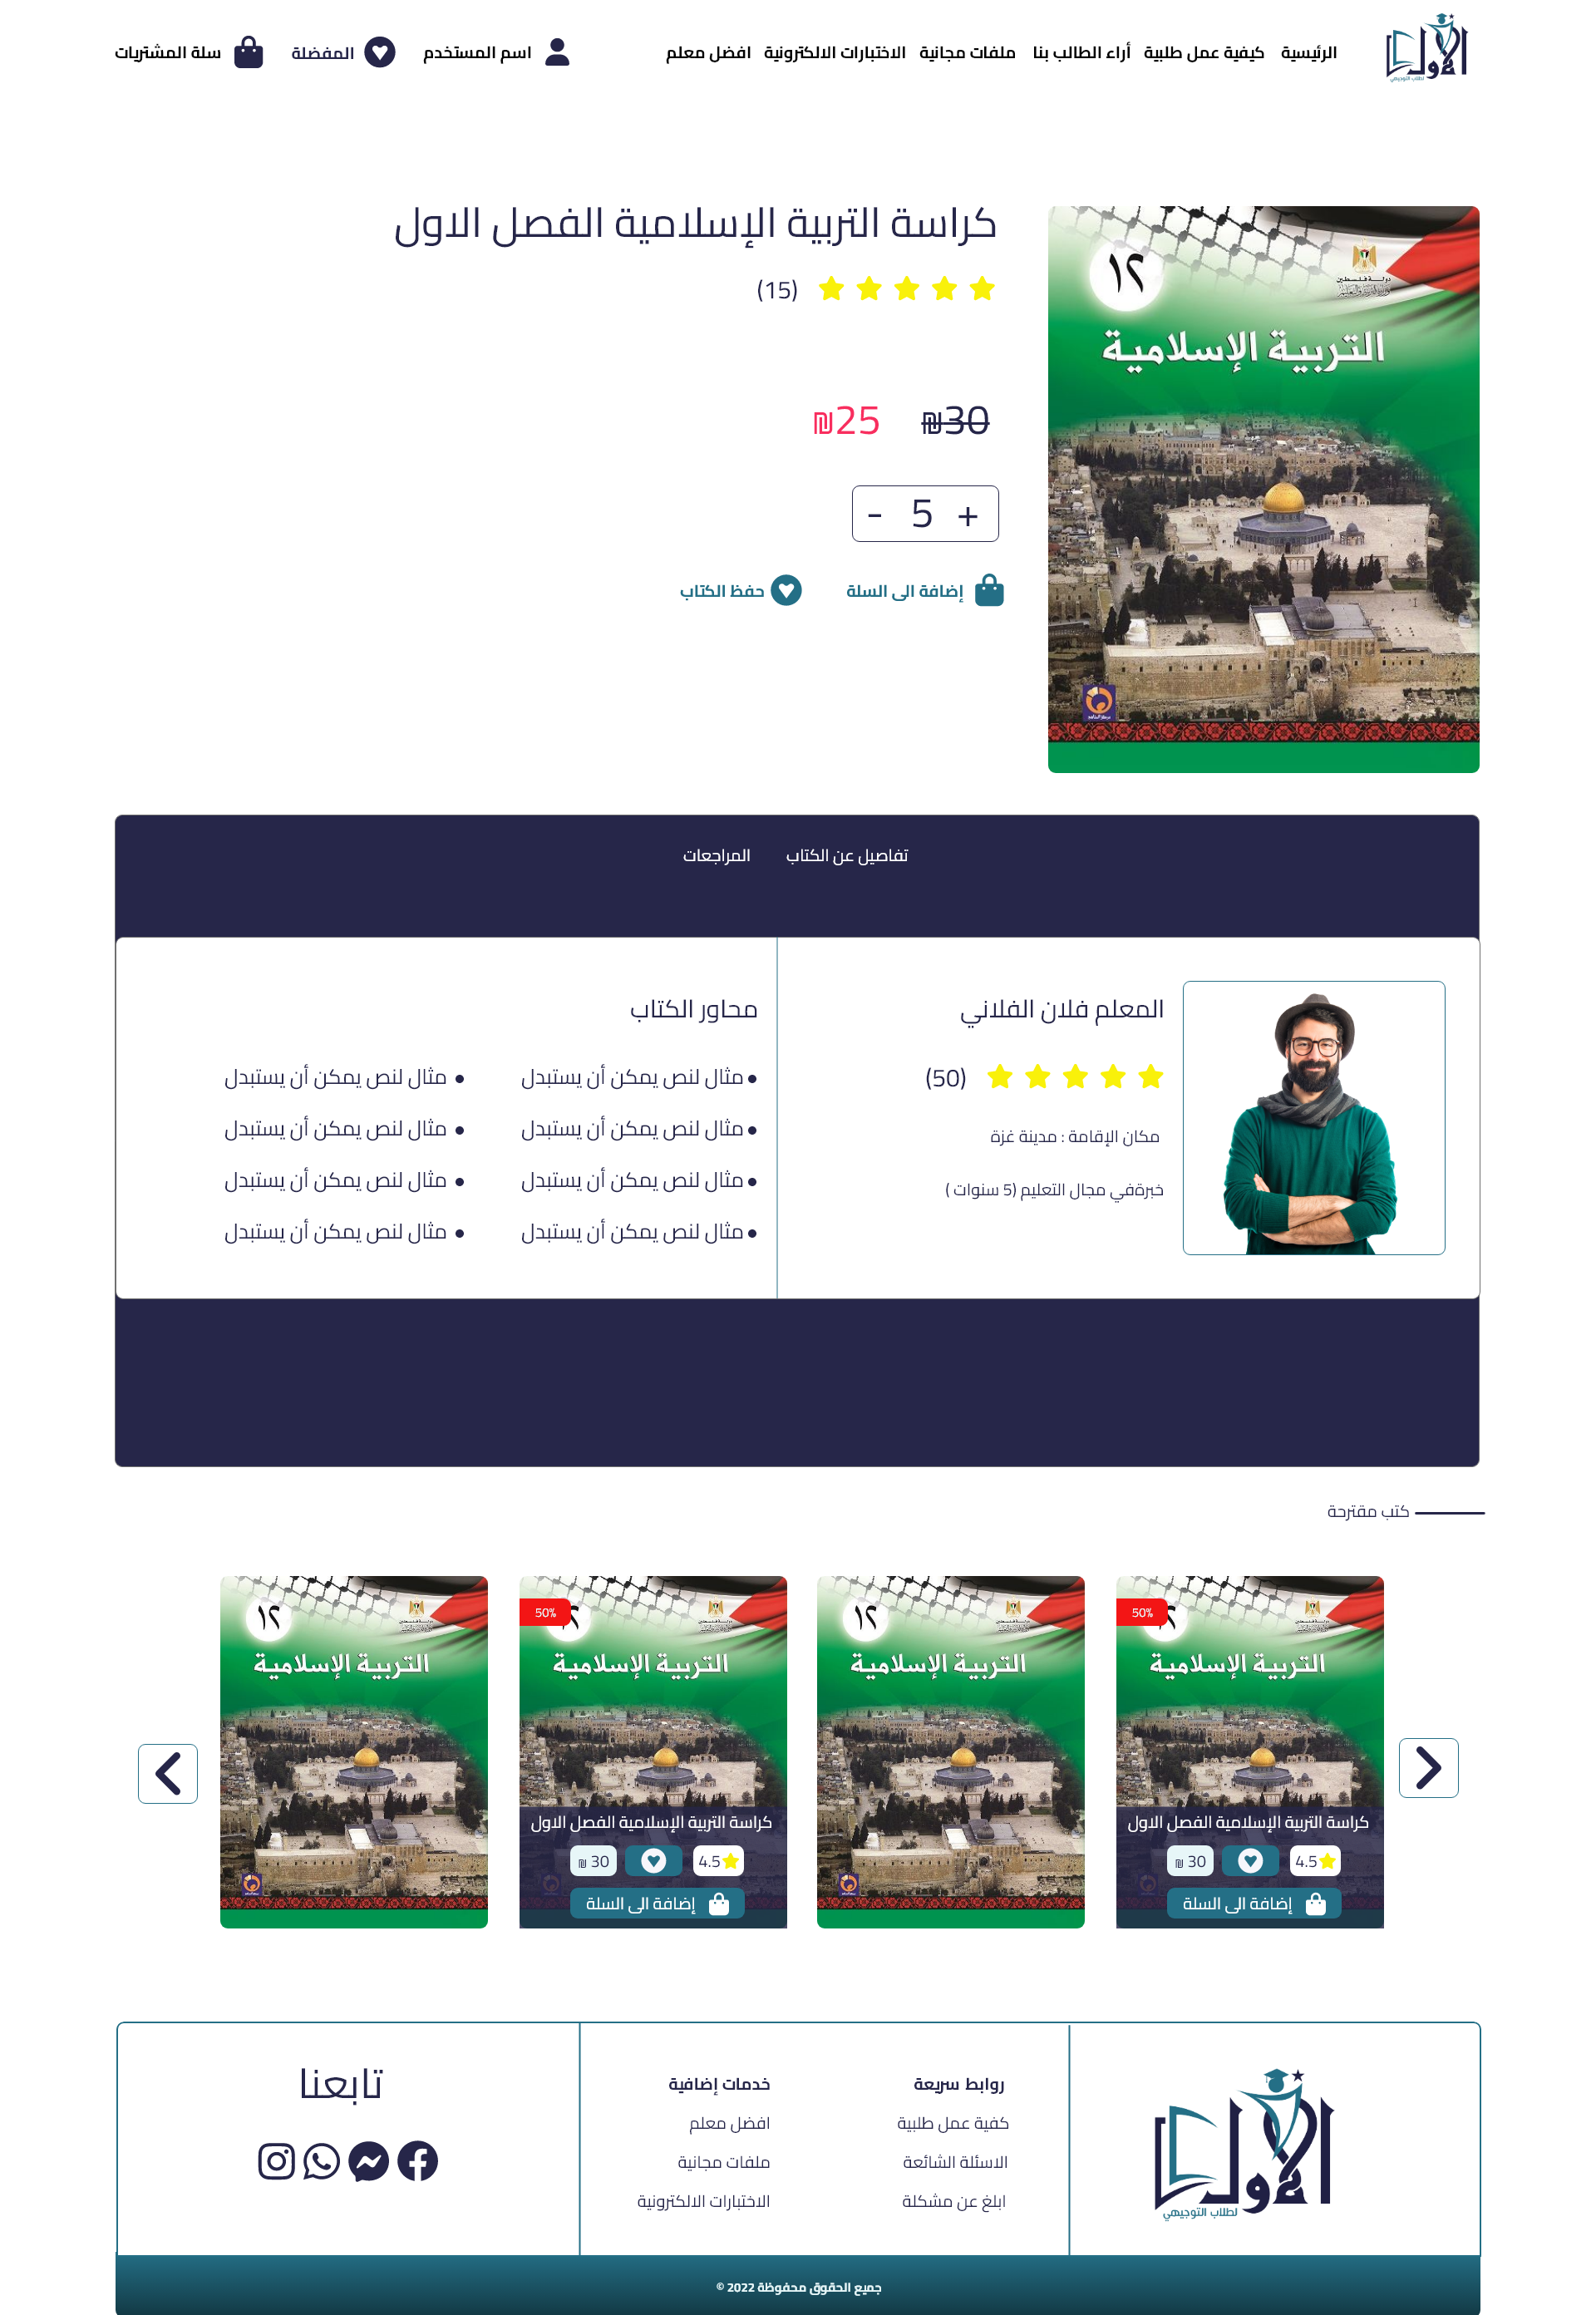 الأول
لطلاب التوجيهي
الرئيسية كيفية عمل طلبية أراء الطالب بنا ملفات مجانية الاختبارات الالكترونية افضل معلم اسم المستخدم المفضلة سلة المشتريات
١٢
دولة فلسطين
التربية الإسلامية
كراسة التربية الإسلامية الفصل الاول
(15)
₪30 ₪25
+ 5 -
إضافة الى السلة حفظ الكتاب
تفاصيل عن الكتاب المراجعات
المعلم فلان الفلاني
(50)
مكان الإقامة : مدينة غزة
خبرةفي مجال التعليم (5 سنوات )
محاور الكتاب
● مثال لنص يمكن أن يستبدل ● مثال لنص يمكن أن يستبدل
● مثال لنص يمكن أن يستبدل ● مثال لنص يمكن أن يستبدل
● مثال لنص يمكن أن يستبدل ● مثال لنص يمكن أن يستبدل
● مثال لنص يمكن أن يستبدل ● مثال لنص يمكن أن يستبدل
كتب مقترحة
50%
التربية الإسلامية
كراسة التربية الإسلامية الفصل الاول
4.5 30 ₪
إضافة الى السلة
١٢
التربية الإسلامية
50%
التربية الإسلامية
كراسة التربية الإسلامية الفصل الاول
4.5 30 ₪
إضافة الى السلة
١٢
التربية الإسلامية
الأول
لطلاب التوجيهي
روابط سريعة
كفية عمل طلبية
الاسئلة الشائعة
ابلغ عن مشكلة
خدمات إضافية
افضل معلم
ملفات مجانية
الاختبارات الالكترونية
تابعنا
جميع الحقوق محفوظة 2022 ©